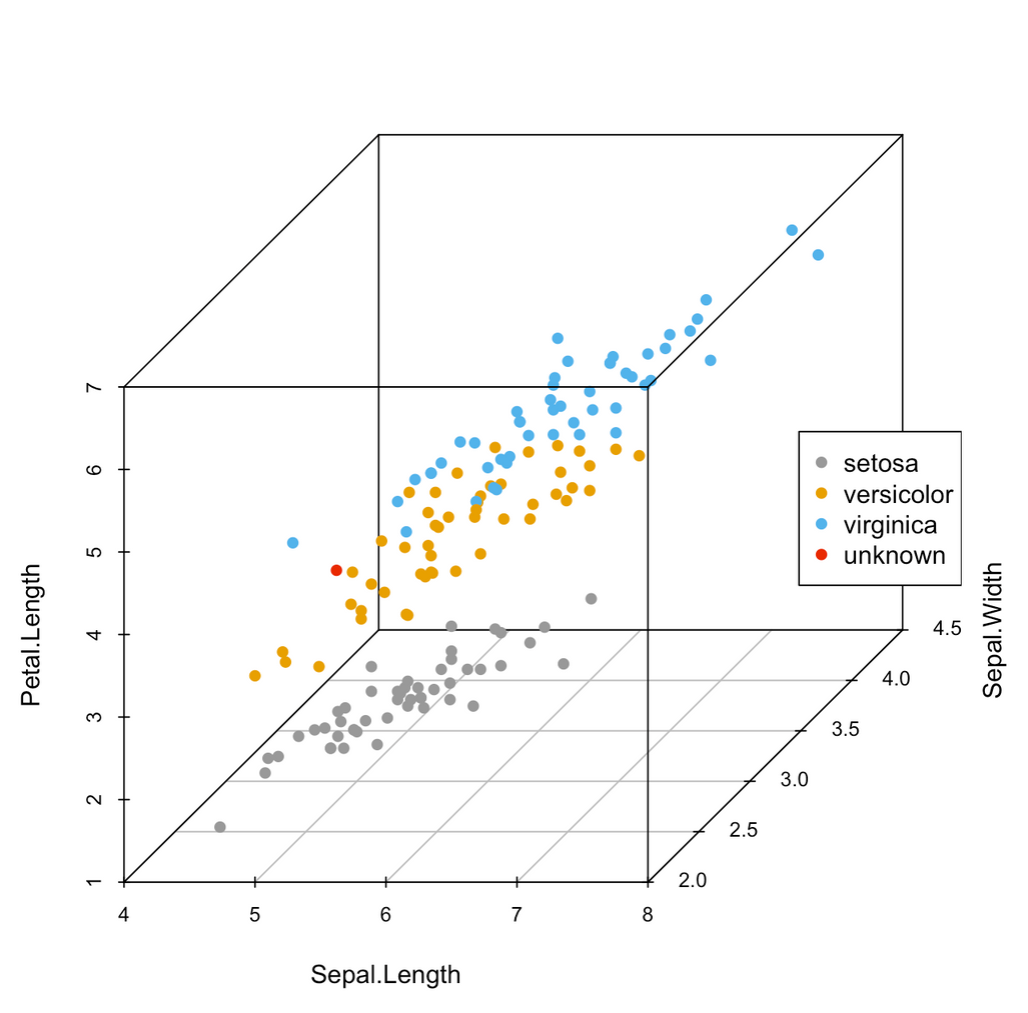 7
6
5
4
3
2
1
Petal.Length
4 5 6 7 8
Sepal.Length
setosa
versicolor
virginica
unknown
4.5
4.0
3.5
3.0
2.5
2.0
Sepal.Width